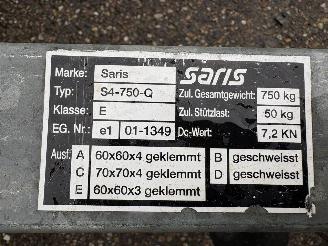 Marke: Saris saris
Typ: S4-750-Q Zul. Gesamtgewicht: 750 kg
Klasse: E Zul. Stützlast: 50 kg
EG. Nr.: e1 01-1349 Dc-Wert: 7,2 KN
Ausf: A 60x60x4 geklemmt B geschweisst
C 70x70x4 geklemmt D geschweisst
E 60x60x3 geklemmt